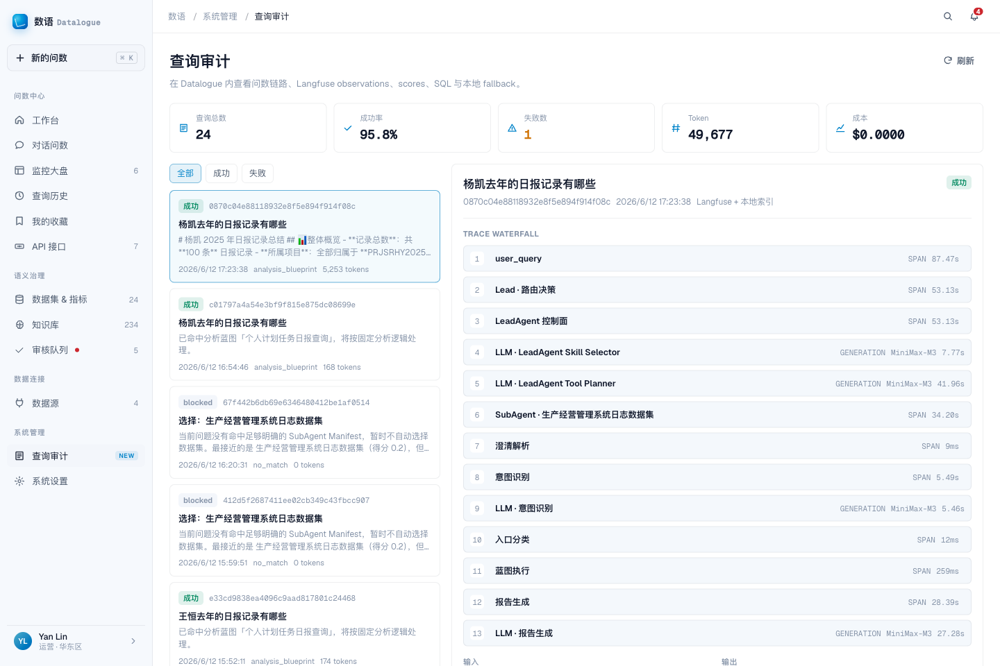 数语 Datalogue
新的问数 ⌘ K
问数中心
工作台
对话问数
监控大盘 6
查询历史
我的收藏
API 接口 7
语义治理
数据集 & 指标 24
知识库 234
审核队列 5
数据连接
数据源 4
系统管理
查询审计 NEW
系统设置
YL
Yan Lin
运营 · 华东区
数语 / 系统管理 / 查询审计
4
查询审计
刷新
在 Datalogue 内查看问数链路、Langfuse observations、scores、SQL 与本地 fallback。
查询总数
24
成功率
95.8%
失败数
1
Token
49,677
成本
$0.0000
全部 成功 失败
成功 0870c04e88118932e8f5e894f914f08c
杨凯去年的日报记录有哪些
# 杨凯 2025 年日报记录总结 ## 📊整体概览 - **记录总数**：共
**100 条** 日报记录 - **所属项目**：全部归属于 **PRJSRHY2025...
2026/6/12 17:23:38 analysis_blueprint 5,253 tokens
成功 c01797a4a54e3bf9f815e875dc08699e
杨凯去年的日报记录有哪些
已命中分析蓝图「个人计划任务日报查询」，将按固定分析逻辑处
理。
2026/6/12 16:54:46 analysis_blueprint 168 tokens
blocked 67f442b6db69e6346480412be1af0514
选择：生产经营管理系统日志数据集
当前问题没有命中足够明确的 SubAgent Manifest，暂时不自动选择
数据集。最接近的是 生产经营管理系统日志数据集（得分 0.2），但...
2026/6/12 16:20:31 no_match 0 tokens
blocked 412d5f2687411ee02cb349c43fbcc907
选择：生产经营管理系统日志数据集
当前问题没有命中足够明确的 SubAgent Manifest，暂时不自动选择
数据集。最接近的是 生产经营管理系统日志数据集（得分 0.2），但...
2026/6/12 15:59:51 no_match 0 tokens
成功 e33cd9838ea4096c9aad817801c24468
王恒去年的日报记录有哪些
已命中分析蓝图「个人计划任务日报查询」，将按固定分析逻辑处
理。
2026/6/12 15:52:11 analysis_blueprint 174 tokens
杨凯去年的日报记录有哪些 成功
0870c04e88118932e8f5e894f914f08c 2026/6/12 17:23:38 Langfuse + 本地索引
TRACE WATERFALL
1 user_query SPAN 87.47s
2 Lead · 路由决策 SPAN 53.13s
3 LeadAgent 控制面 SPAN 53.13s
4 LLM · LeadAgent Skill Selector GENERATION MiniMax-M3 7.77s
5 LLM · LeadAgent Tool Planner GENERATION MiniMax-M3 41.96s
6 SubAgent · 生产经营管理系统日志数据集 SPAN 34.20s
7 澄清解析 SPAN 9ms
8 意图识别 SPAN 5.49s
9 LLM · 意图识别 GENERATION MiniMax-M3 5.46s
10 入口分类 SPAN 12ms
11 蓝图执行 SPAN 259ms
12 报告生成 SPAN 28.39s
13 LLM · 报告生成 GENERATION MiniMax-M3 27.28s
输入 输出